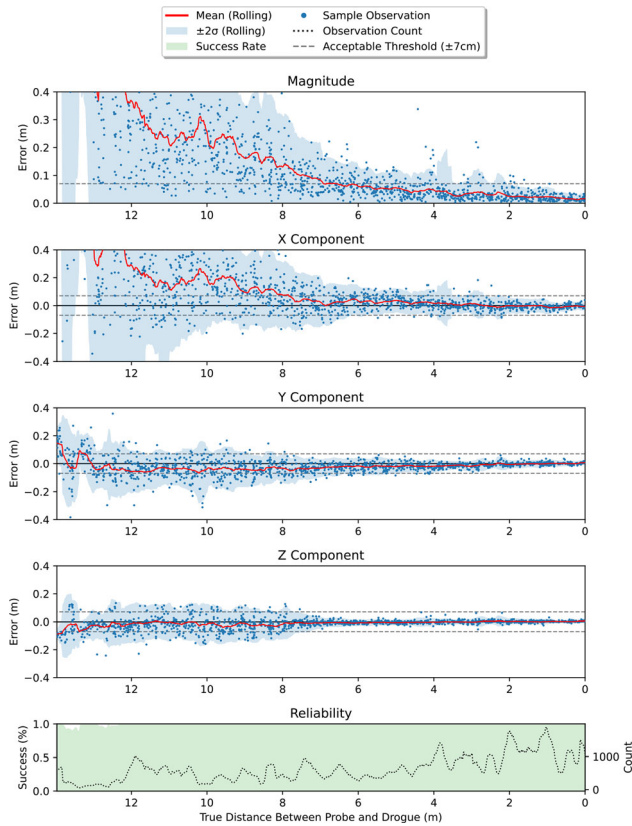 Mean (Rolling)
±2σ (Rolling)
Success Rate
Sample Observation
Observation Count
Acceptable Threshold (±7cm)
Magnitude
0.4
0.3
0.2
0.1
0.0
Error (m)
12 10 8 6 4 2 0
X Component
0.4
0.2
0.0
−0.2
−0.4
Error (m)
12 10 8 6 4 2 0
Y Component
0.4
0.2
0.0
−0.2
−0.4
Error (m)
12 10 8 6 4 2 0
Z Component
0.4
0.2
0.0
−0.2
−0.4
Error (m)
12 10 8 6 4 2 0
Reliability
1.0
0.5
0.0
Success (%)
1000
0
Count
12 10 8 6 4 2 0
True Distance Between Probe and Drogue (m)